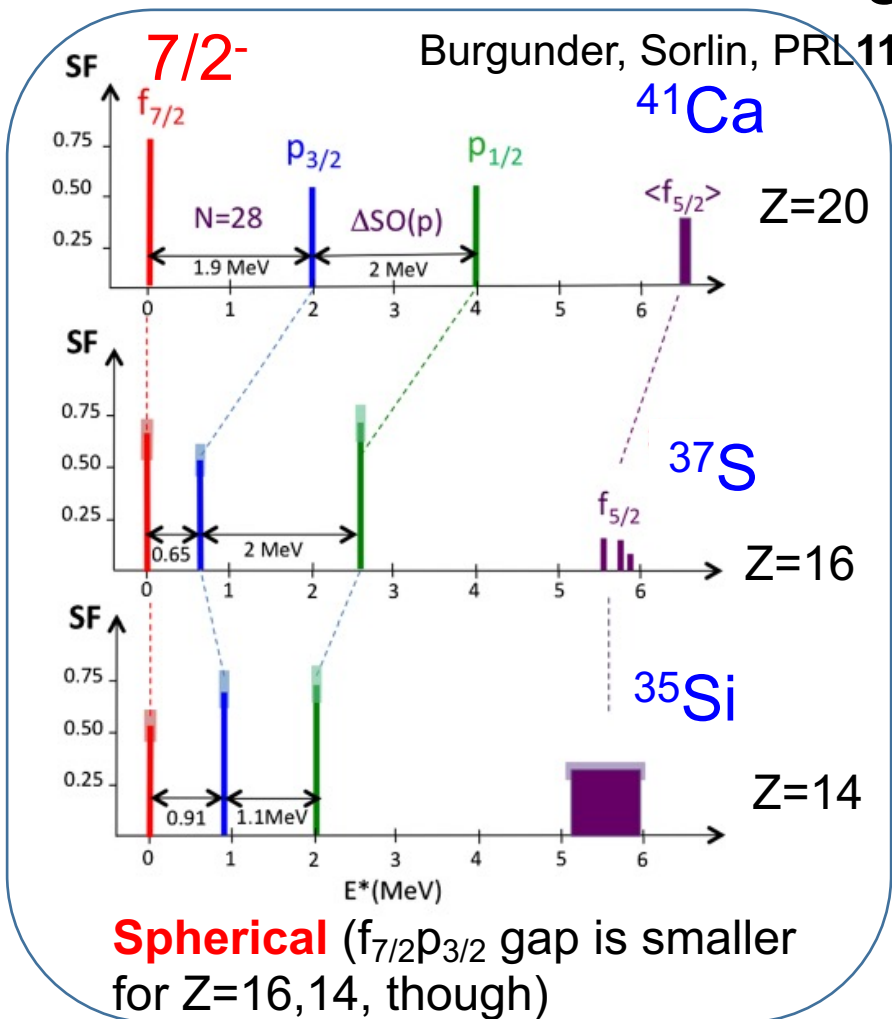 7/2-
Burgunder, Sorlin, PRL11
SF
f7/2
41Ca
p3/2
p1/2
<f5/2>
Z=20
0.75
0.50
0.25
N=28
ΔSO(p)
1.9 MeV
2 MeV
0 1 2 3 4 5 6
SF
0.75
0.50
0.25
37S
f5/2
0.65
2 MeV
Z=16
0 1 2 3 4 5 6
SF
0.75
0.50
0.25
35Si
Z=14
0.91
1.1MeV
0 1 2 3 4 5 6
E*(MeV)
Spherical (f7/2p3/2 gap is smaller
for Z=16,14, though)